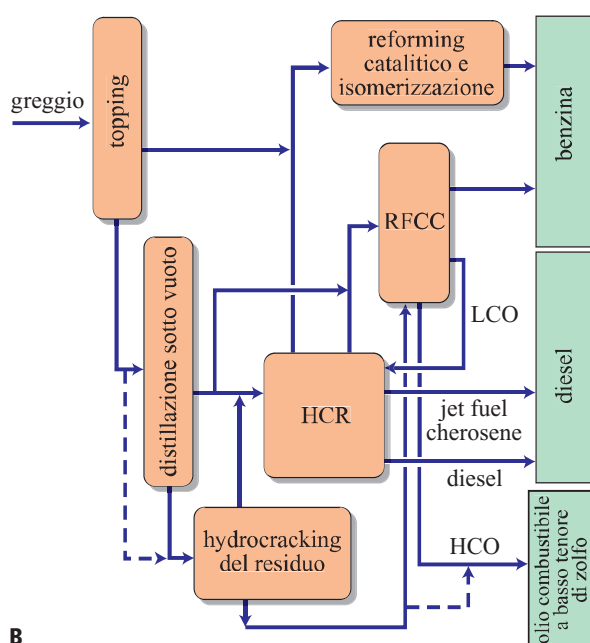 reforming
catalitico e
isomerizzazione
greggio
topping
benzina
RFCC
distillazione sotto vuoto
LCO
HCR
diesel
jet fuel
cherosene
diesel
hydrocracking
del residuo
HCO
olio combustibile
a basso tenore
di zolfo
B